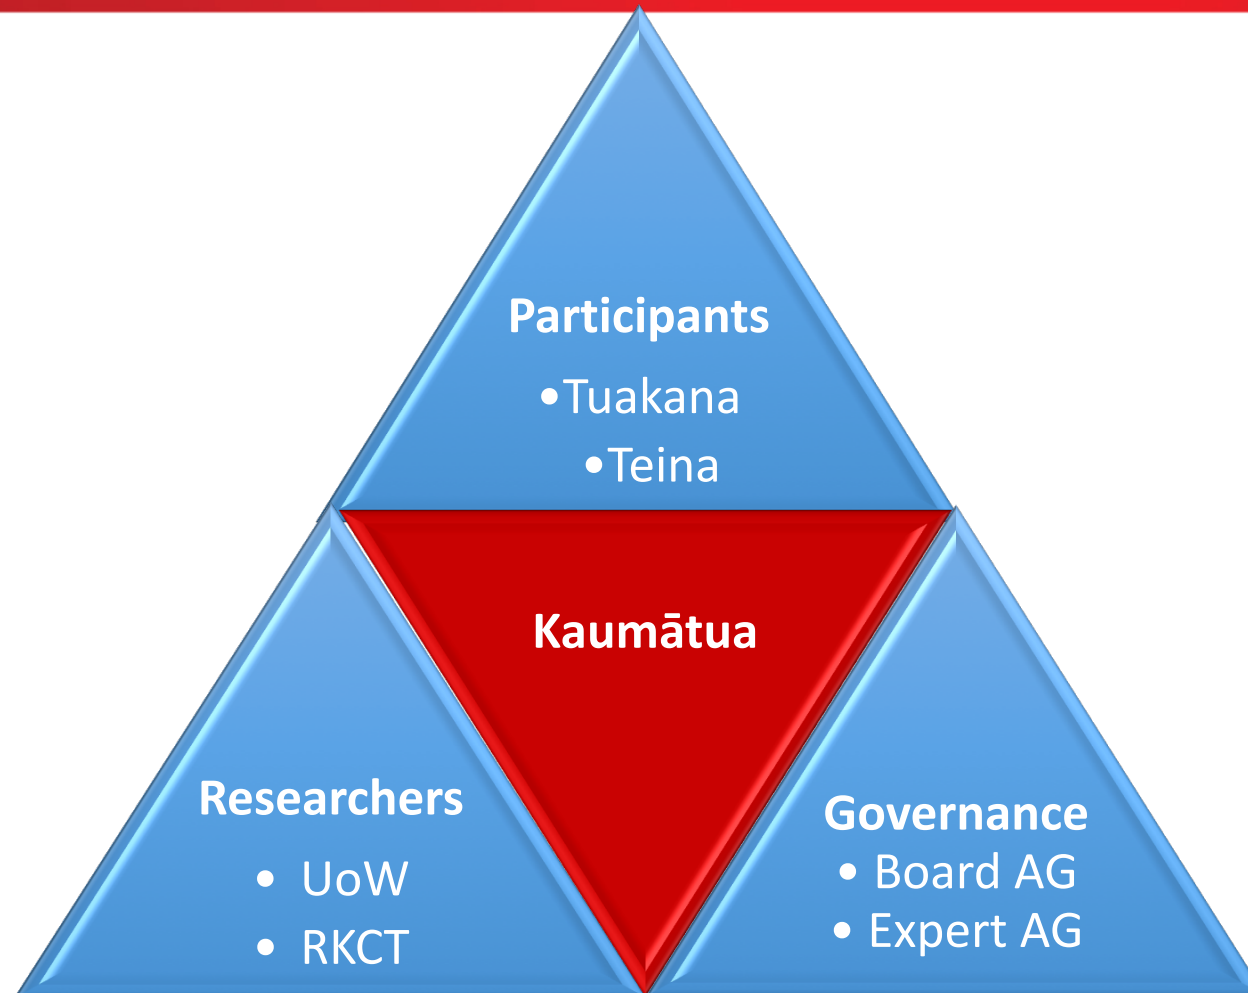 Participants
•Tuakana
•Teina
Kaumātua
Researchers
• UoW
• RKCT
Governance
• Board AG
• Expert AG